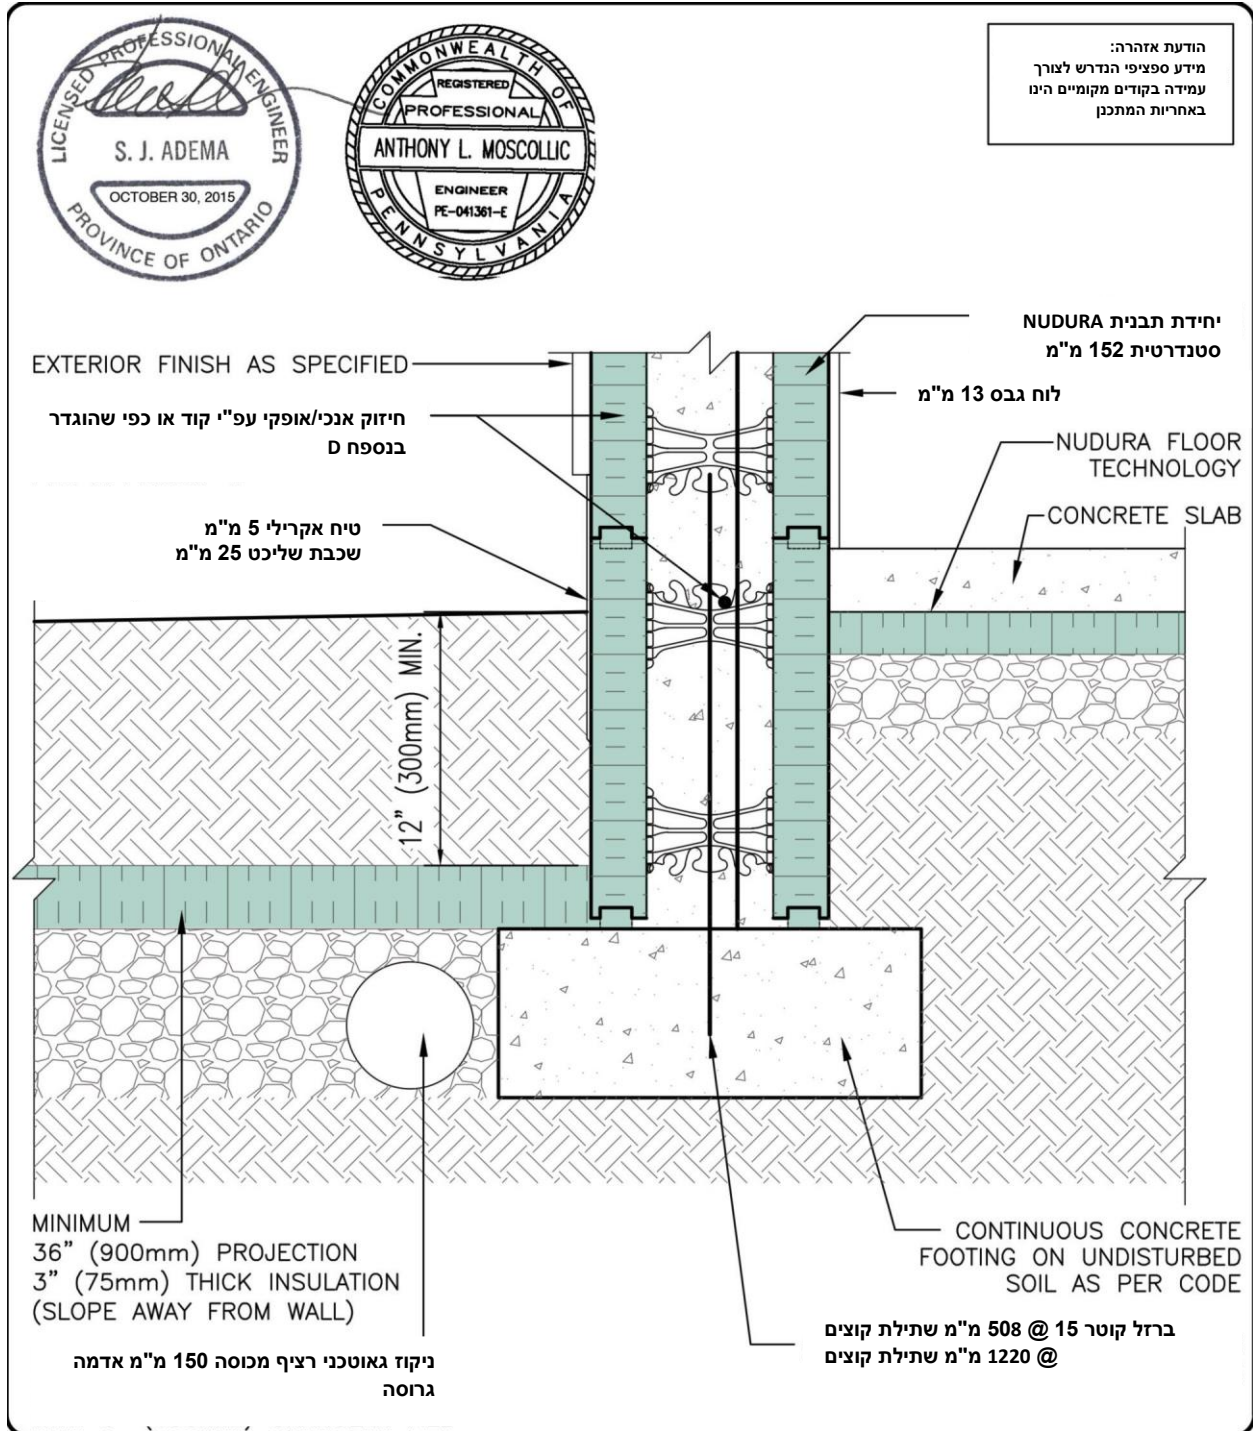 LICENSED PROFESSIONAL ENGINEER
S. J. ADEMA
OCTOBER 30, 2015
PROVINCE OF ONTARIO
COMMONWEALTH OF
REGISTERED
PROFESSIONAL
ANTHONY L. MOSCOLLIC
ENGINEER
PE-041361-E
PENNSYLVANIA
הודעת אזהרה:
מידע ספציפי הנדרש לצורך
עמידה בקודים מקומיים הינו
באחריות המתכנן
EXTERIOR FINISH AS SPECIFIED
חיזוק אנכי/אופקי עפ"י קוד או כפי שהוגדר
בנספח D
טיח אקרילי 5 מ"מ
שכבת שליכט 25 מ"מ
יחידת תבנית NUDURA
סטנדרטית 152 מ"מ
לוח גבס 13 מ"מ
NUDURA FLOOR
TECHNOLOGY
CONCRETE SLAB
12" (300mm) MIN.
MINIMUM
36" (900mm) PROJECTION
3" (75mm) THICK INSULATION
(SLOPE AWAY FROM WALL)
ניקוז גאוטכני רציף מכוסה 150 מ"מ אדמה
גרוסה
CONTINUOUS CONCRETE
FOOTING ON UNDISTURBED
SOIL AS PER CODE
ברזל קוטר 15 @ 508 מ"מ שתילת קוצים
@ 1220 מ"מ שתילת קוצים